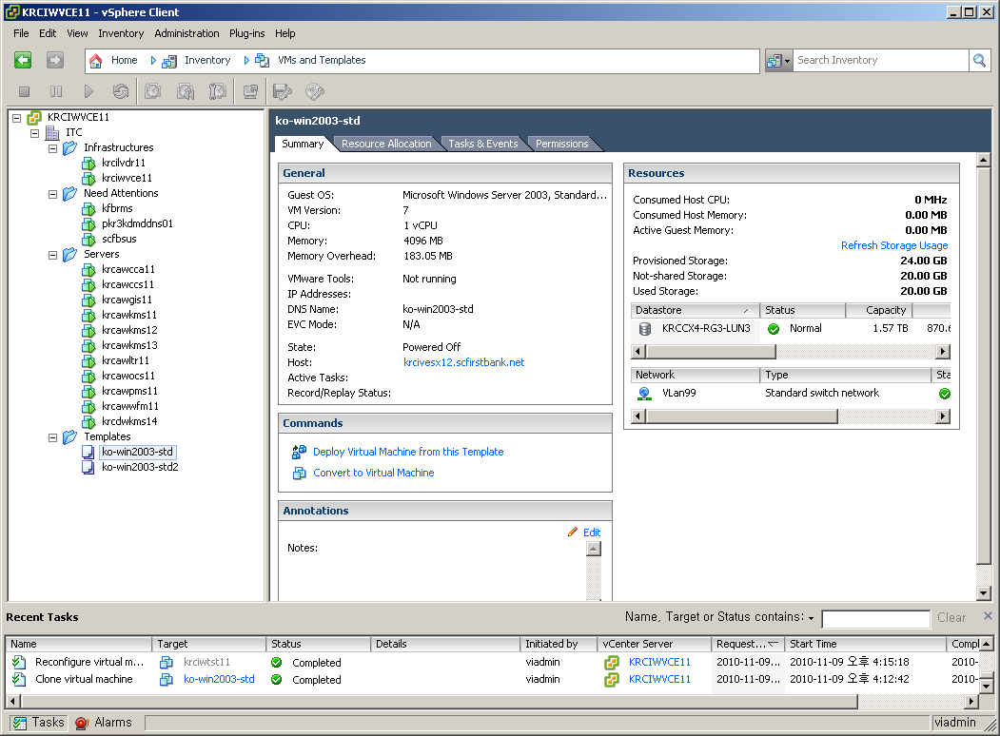 KRCIWVCE11 - vSphere Client
File Edit View Inventory Administration Plug-ins Help
Home Inventory VMs and Templates Search Inventory
KRCIWVCE11
ITC
Infrastructures
krcilvdr11
krciwvce11
Need Attentions
kfbrms
pkr3kdmddns01
scfbsus
Servers
krcawcca11
krcawccs11
krcawgis11
krcawkms11
krcawkms12
krcawkms13
krcawltr11
krcawocs11
krcawpms11
krcawwfm11
krcdwkms14
Templates
ko-win2003-std
ko-win2003-std2
ko-win2003-std
Summary Resource Allocation Tasks & Events Permissions
General
Guest OS: Microsoft Windows Server 2003, Standard...
VM Version: 7
CPU: 1 vCPU
Memory: 4096 MB
Memory Overhead: 183.05 MB
VMware Tools: Not running
IP Addresses:
DNS Name: ko-win2003-std
EVC Mode: N/A
State: Powered Off
Host: krcivesx12.scfirstbank.net
Active Tasks:
Record/Replay Status:
Commands
Deploy Virtual Machine from this Template
Convert to Virtual Machine
Annotations
Edit
Notes:
Resources
Consumed Host CPU: 0 MHz
Consumed Host Memory: 0.00 MB
Active Guest Memory: 0.00 MB
Refresh Storage Usage
Provisioned Storage: 24.00 GB
Not-shared Storage: 20.00 GB
Used Storage: 20.00 GB
Datastore Status Capacity
KRCCX4-RG3-LUN3 Normal 1.57 TB 870.6
Network Type Sta
VLan99 Standard switch network
Recent Tasks Name, Target or Status contains: Clear
Name Target Status Details Initiated by vCenter Server Request... Start Time Compl
Reconfigure virtual m... krciwtst11 Completed viadmin KRCIWVCE11 2010-11-09... 2010-11-09 오후 4:15:18 2010-
Clone virtual machine ko-win2003-std Completed viadmin KRCIWVCE11 2010-11-09... 2010-11-09 오후 4:12:42 2010-
Tasks Alarms viadmin